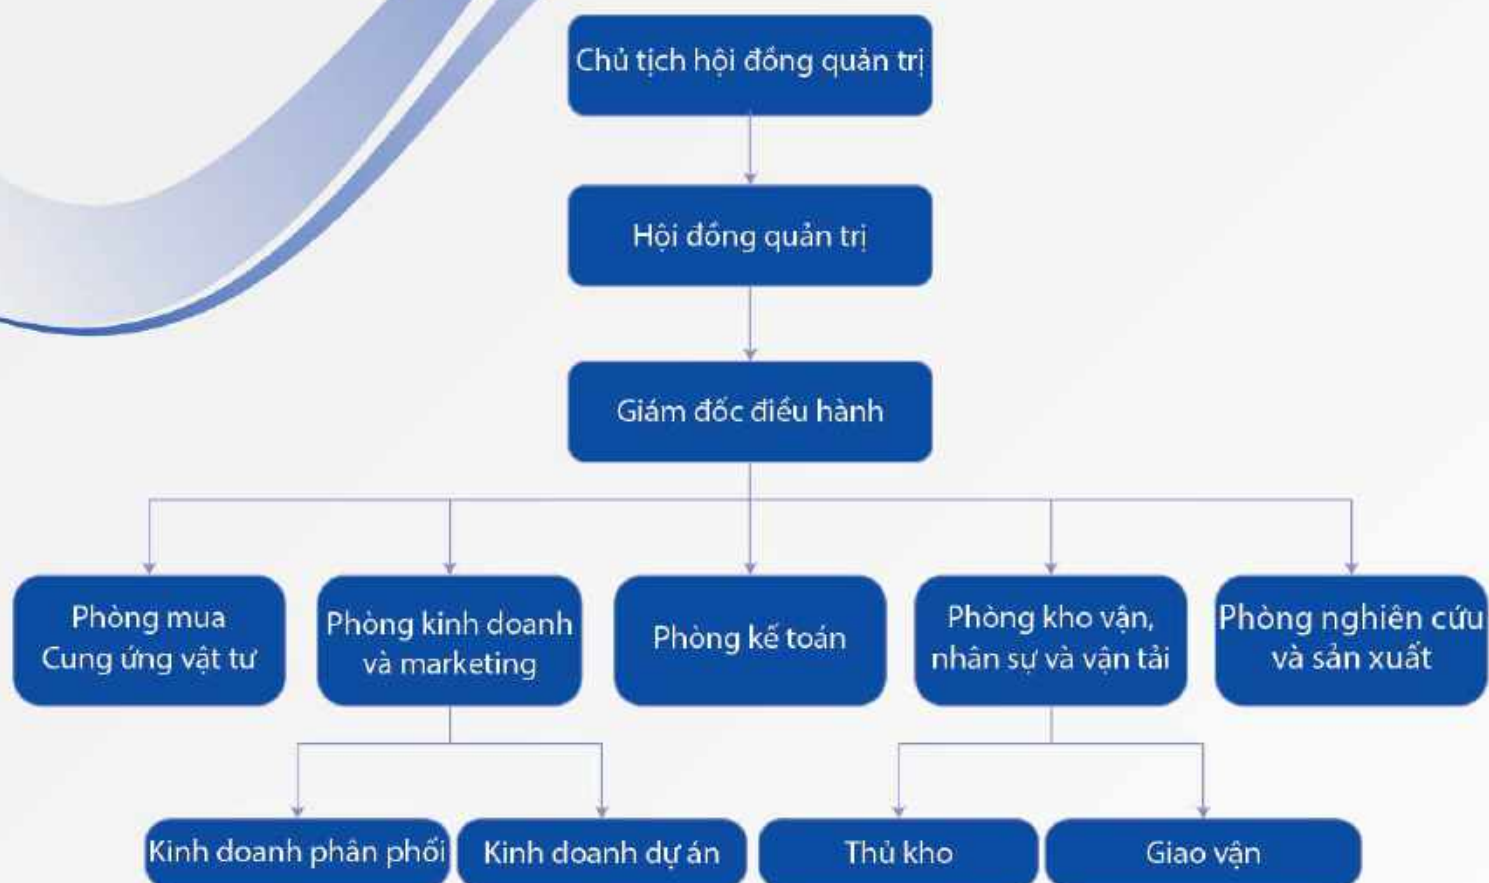 Chủ tịch hội đồng quản trị
Hội đồng quản trị
Giám đốc điều hành
Phòng mua
Cung ứng vật tư
Phòng kinh doanh
và marketing
Phòng kế toán
Phòng kho vận,
nhân sự và vận tải
Phòng nghiên cứu
và sản xuất
Kinh doanh phân phối
Kinh doanh dự án
Thủ kho
Giao vận